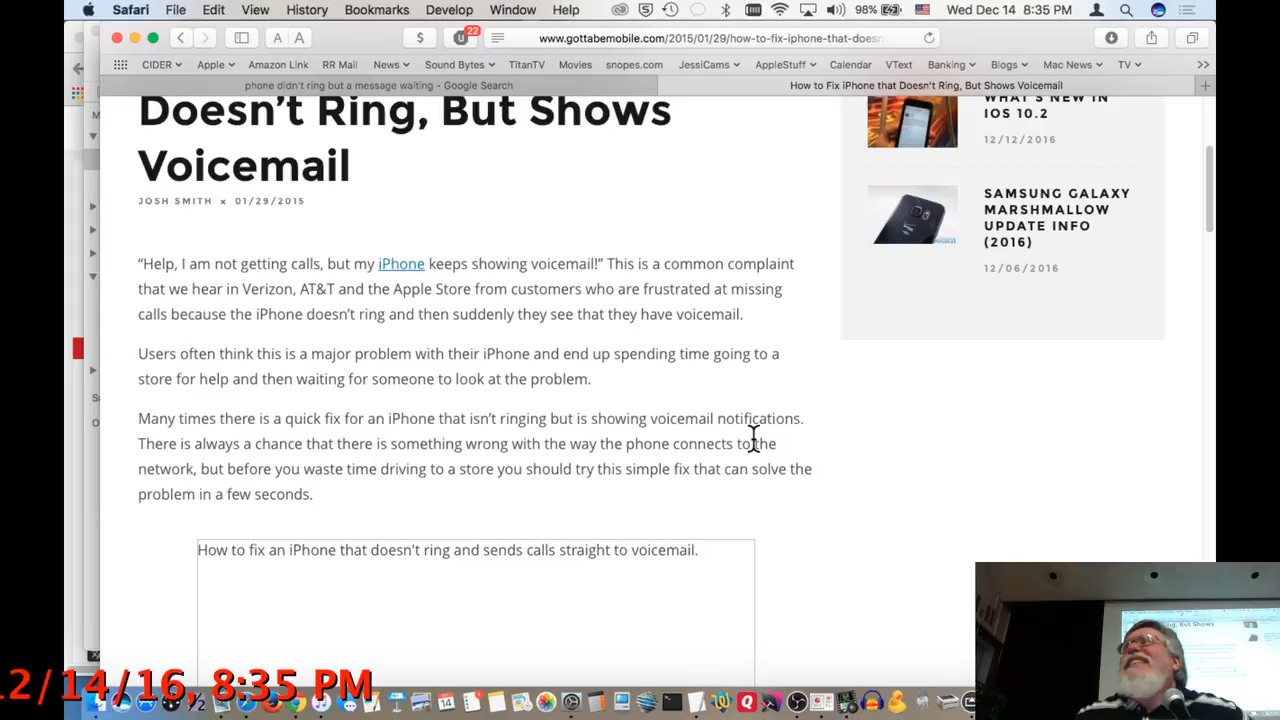 Safari File Edit View History Bookmarks Develop Window Help 98% Wed Dec 14 8:35 PM
A A $ 22 www.gottabemobile.com/2015/01/29/how-to-fix-iphone-that-does
CIDER Apple Amazon Link RR Mail News Sound Bytes TitanTV Movies snopes.com JessiCams AppleStuff Calendar VText Banking Blogs Mac News TV
phone didn't ring but a message waiting - Google Search
How to Fix iPhone that Doesn't Ring, But Shows Voicemail
Doesn’t Ring, But Shows
Voicemail
JOSH SMITH x 01/29/2015
“Help, I am not getting calls, but my iPhone keeps showing voicemail!” This is a common complaint
that we hear in Verizon, AT&T and the Apple Store from customers who are frustrated at missing
calls because the iPhone doesn’t ring and then suddenly they see that they have voicemail.
Users often think this is a major problem with their iPhone and end up spending time going to a
store for help and then waiting for someone to look at the problem.
Many times there is a quick fix for an iPhone that isn’t ringing but is showing voicemail notifications.
There is always a chance that there is something wrong with the way the phone connects to the
network, but before you waste time driving to a store you should try this simple fix that can solve the
problem in a few seconds.
How to fix an iPhone that doesn't ring and sends calls straight to voicemail.
WHAT'S NEW IN
IOS 10.2
12/12/2016
SAMSUNG GALAXY
MARSHMALLOW
UPDATE INFO
(2016)
12/06/2016
2/14/16, 8:35 PM